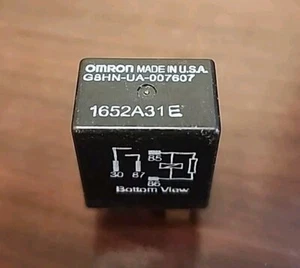 omron MADE IN U.S.A.
G8HN-UA-007607
1652A31E
85
30 87
86
Bottom View